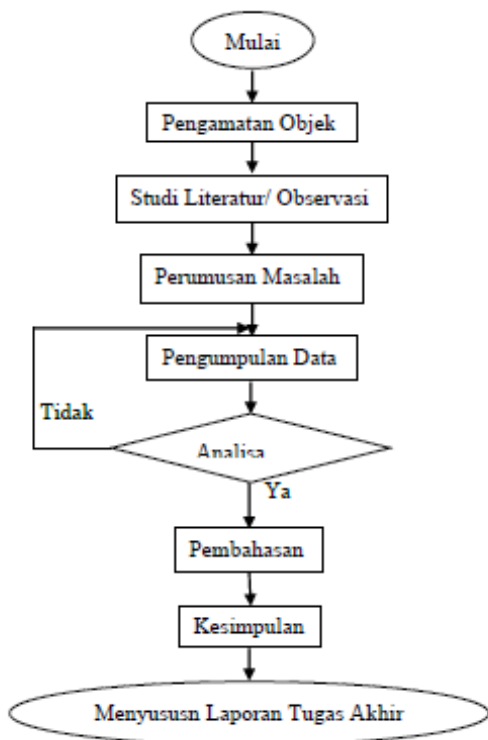 Mulai
Pengamatan Objek
Studi Literatur/ Observasi
Perumusan Masalah
Pengumpulan Data
Tidak
Analisa
Ya
Pembahasan
Kesimpulan
Menyususn Laporan Tugas Akhir